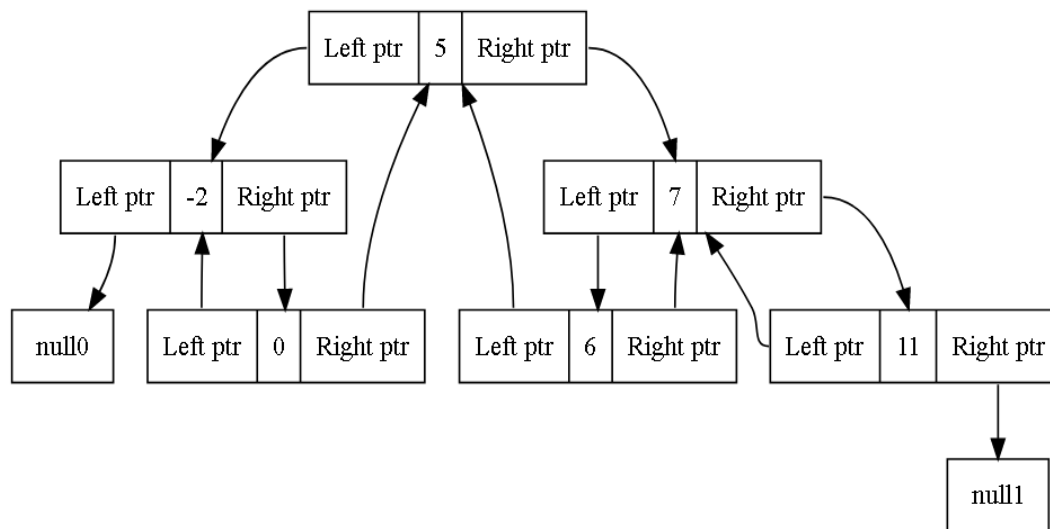 Left ptr 5 Right ptr
Left ptr -2 Right ptr
Left ptr 7 Right ptr
null0
Left ptr 0 Right ptr
Left ptr 6 Right ptr
Left ptr 11 Right ptr
null1